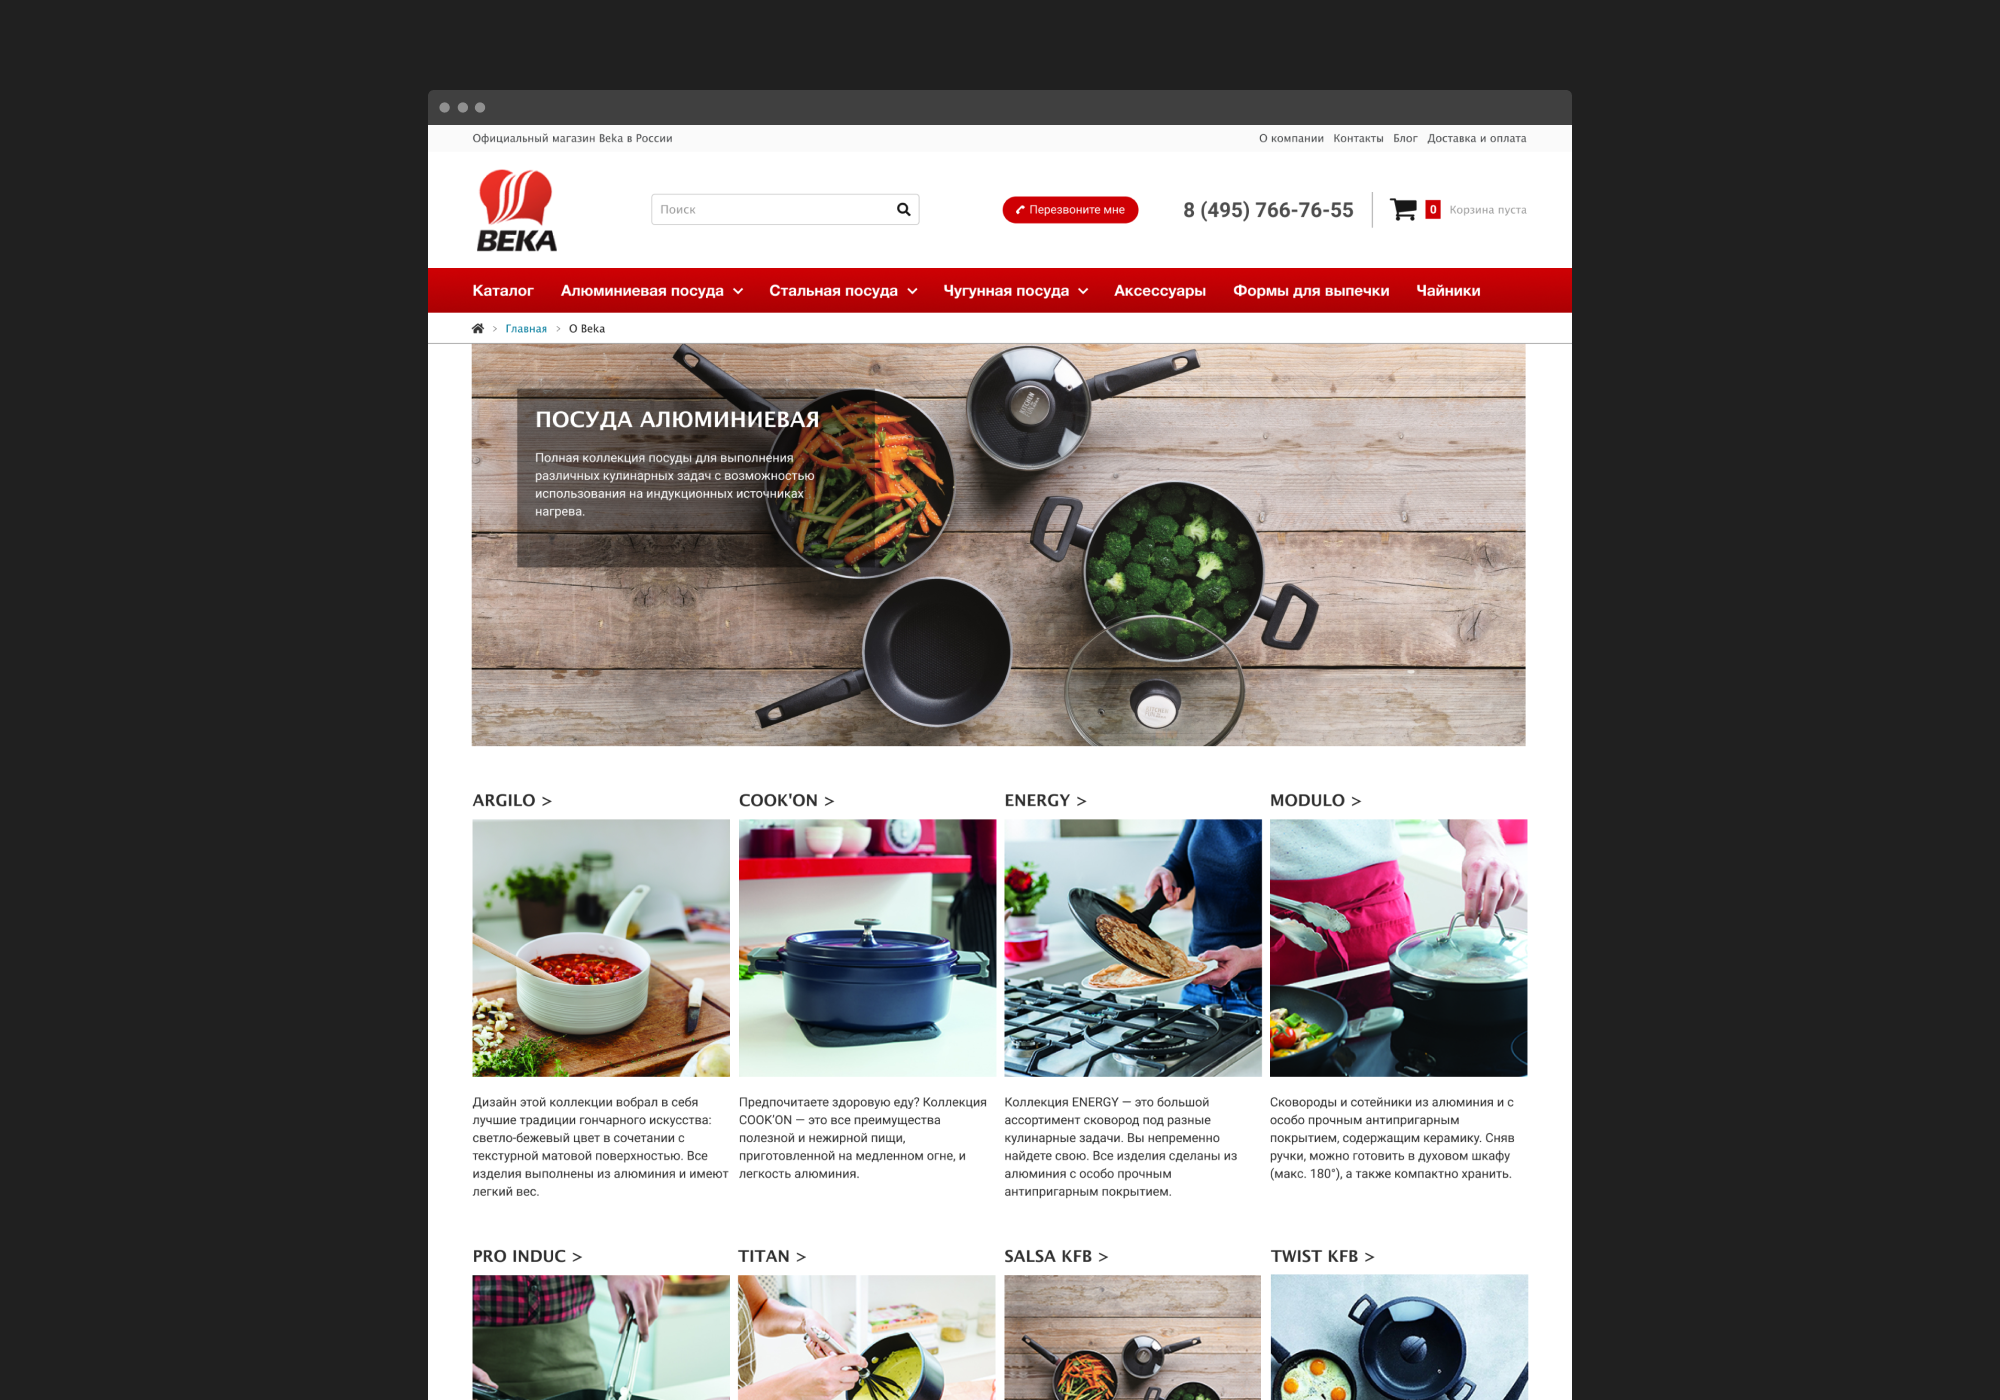 Официальный магазин Beka в России
О компании Контакты Блог Доставка и оплата
BEKA
Поиск
Перезвоните мне
8 (495) 766-76-55
0
Корзина пуста
Каталог Алюминиевая посуда Стальная посуда Чугунная посуда Аксессуары Формы для выпечки Чайники
> Главная > О Beka
ПОСУДА АЛЮМИНИЕВАЯ
Полная коллекция посуды для выполнения
различных кулинарных задач с возможностью
использования на индукционных источниках
нагрева.
ARGILO >
Дизайн этой коллекции вобрал в себя
лучшие традиции гончарного искусства:
светло-бежевый цвет в сочетании с
текстурной матовой поверхностью. Все
изделия выполнены из алюминия и имеют
легкий вес.
COOK'ON >
Предпочитаете здоровую еду? Коллекция
COOK'ON — это все преимущества
полезной и нежирной пищи,
приготовленной на медленном огне, и
легкость алюминия.
ENERGY >
Коллекция ENERGY — это большой
ассортимент сковород под разные
кулинарные задачи. Вы непременно
найдете свою. Все изделия сделаны из
алюминия с особо прочным
антипригарным покрытием.
MODULO >
Сковороды и сотейники из алюминия и с
особо прочным антипригарным
покрытием, содержащим керамику. Сняв
ручки, можно готовить в духовом шкафу
(макс. 180°), а также компактно хранить.
PRO INDUC >
TITAN >
SALSA KFB >
TWIST KFB >